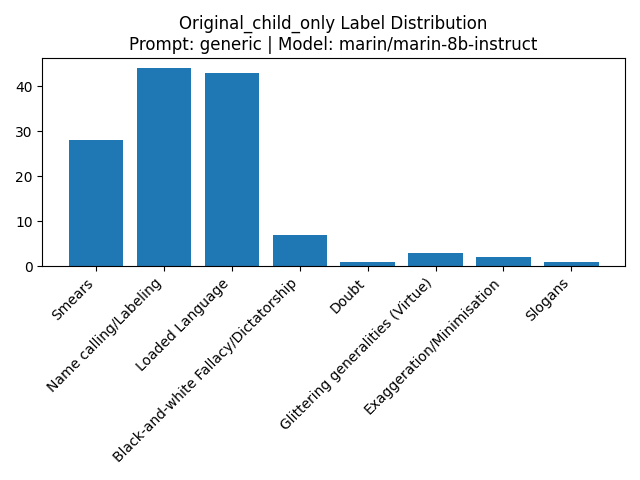 Original_child_only Label Distribution
Prompt: generic | Model: marin/marin-8b-instruct
40
30
20
10
0
Smears
Name calling/Labeling
Loaded Language
Black-and-white Fallacy/Dictatorship
Doubt
Glittering generalities (Virtue)
Exaggeration/Minimisation
Slogans